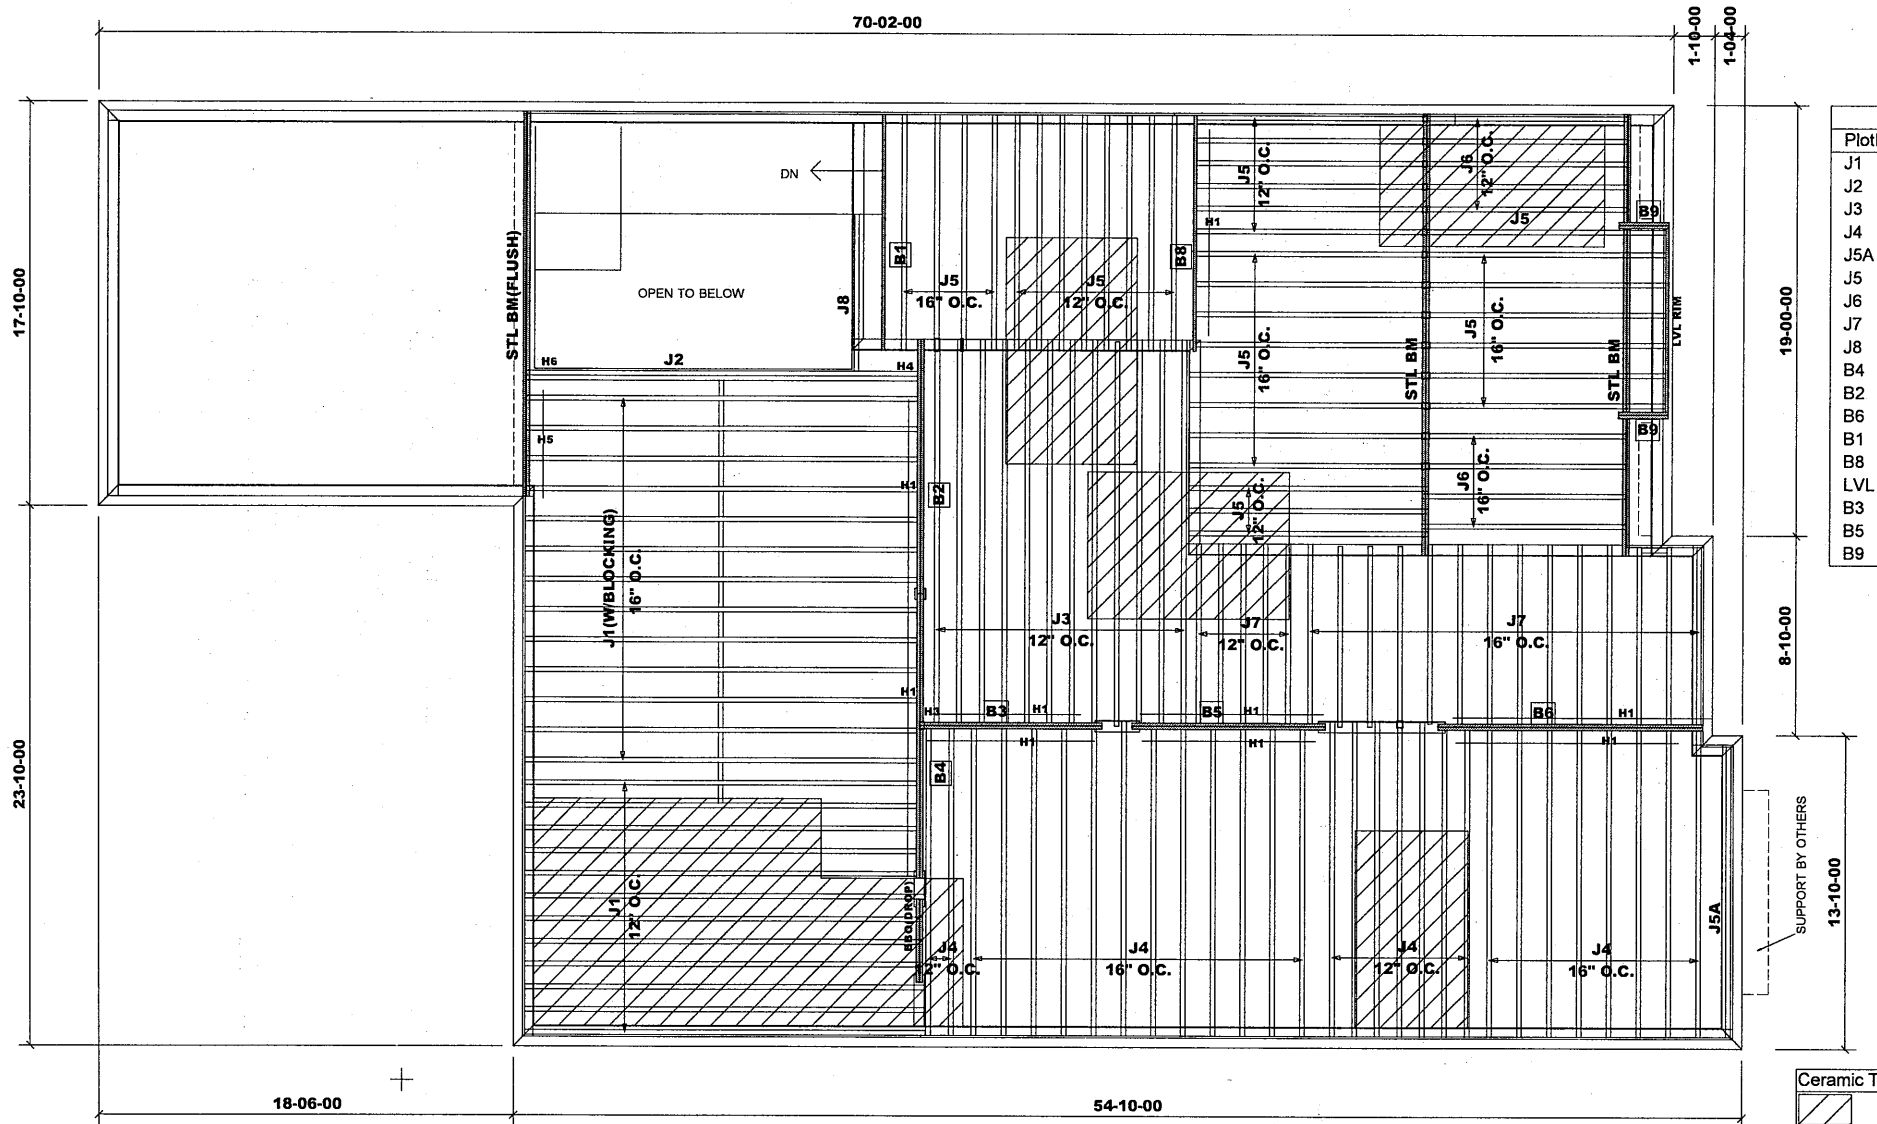 70-02-00
1-10-00
1-04-00
17-10-00
23-10-00
19-00-00
8-10-00
13-10-00
18-06-00
54-10-00
STL BM(FLUSH)
DN
OPEN TO BELOW
J8
H6
J2
H4
B1
J5
16" O.C.
J5
12" O.C.
B8
H1
J5
12" O.C.
J6
12" O.C.
J5
B9
J5
16" O.C.
STL BM
J5
16" O.C.
STL BM
LVL RIM
B9
J6
16" O.C.
H5
H1
B2
J5
12" O.C.
J1(W/BLOCKING)
16" O.C.
J3
12" O.C.
J7
12" O.C.
J7
16" O.C.
H1
H3
B3
H1
B5
H1
B6
H1
H1
H1
H1
B4
J1
12" O.C.
BBO(DROP)
J4
12" O.C.
J4
16" O.C.
J4
12" O.C.
J4
16" O.C.
J5A
SUPPORT BY OTHERS
J1
J2
J3
J4
J5A
J5
J6
J7
J8
B4
B2
B6
B1
B8
LVL
B3
B5
B9
Ceramic T